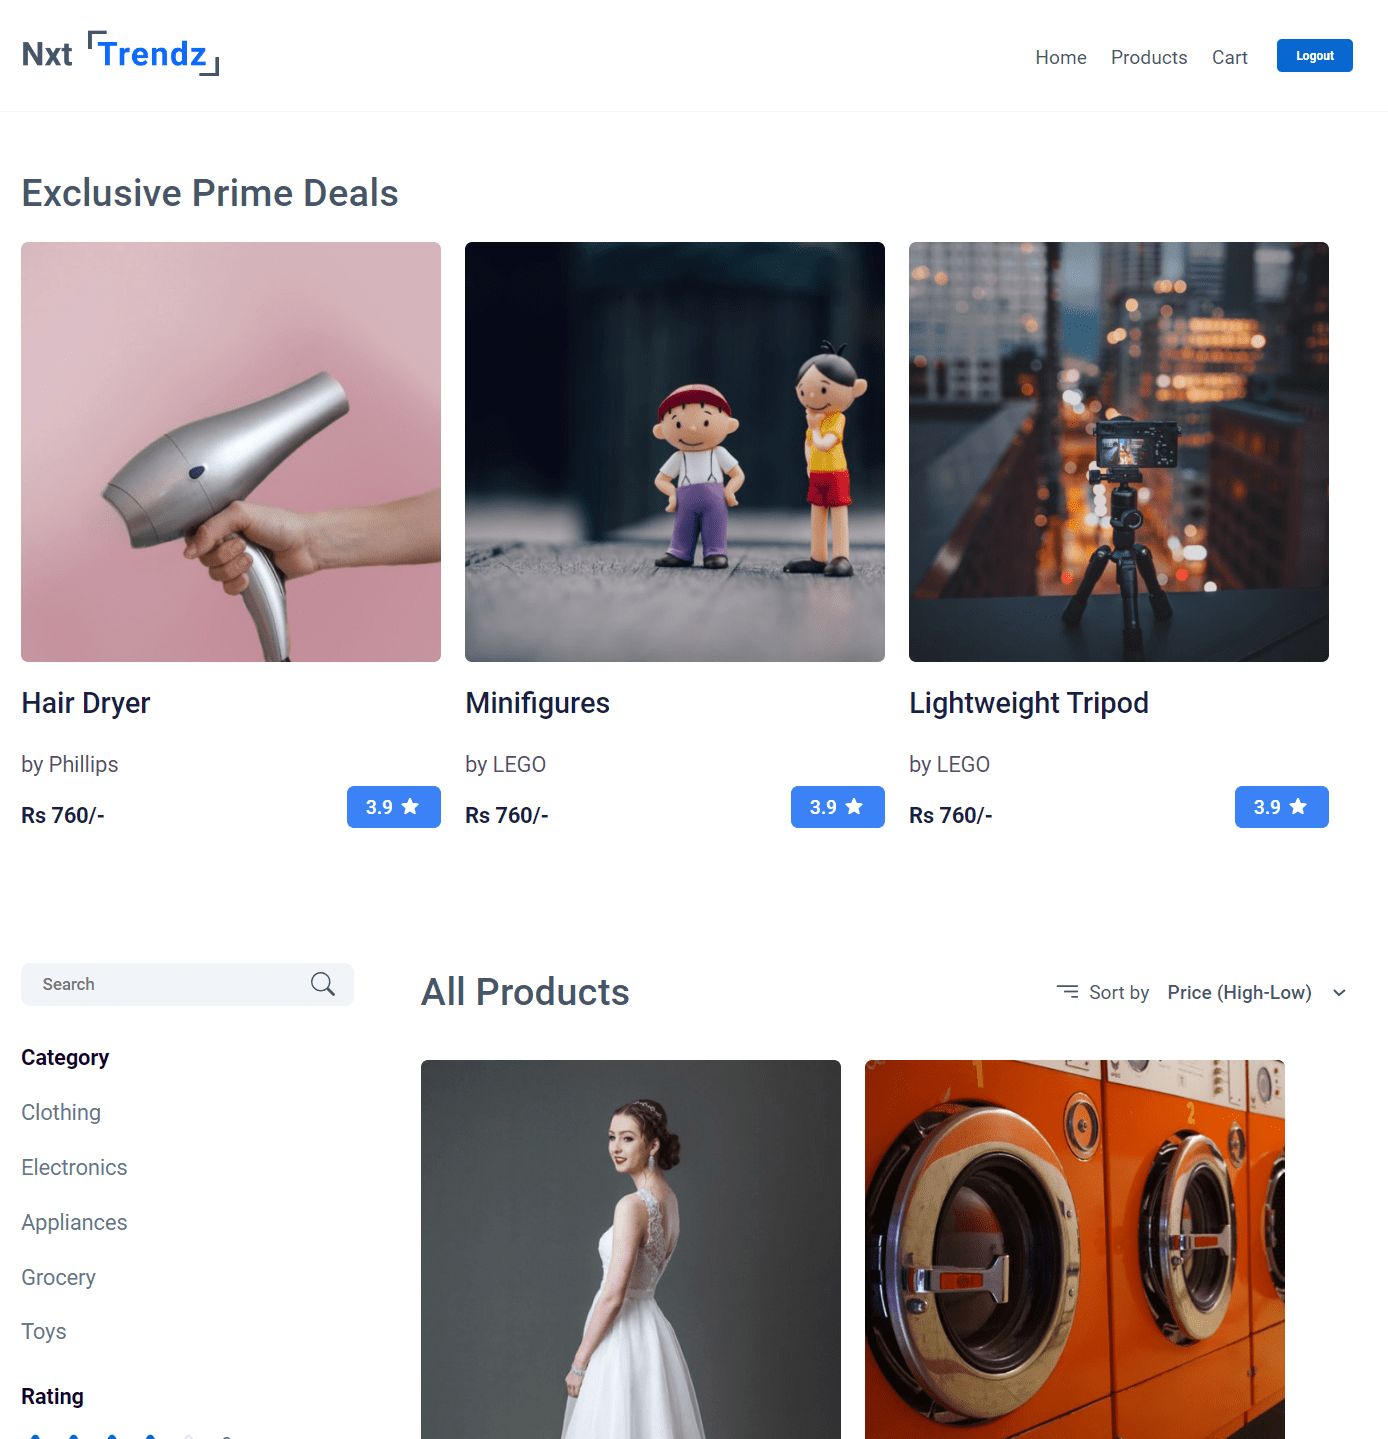 Nxt Trendz
Home Products Cart Logout
Exclusive Prime Deals
Hair Dryer
by Phillips
Rs 760/-
3.9
Minifigures
by LEGO
Rs 760/-
3.9
Lightweight Tripod
by LEGO
Rs 760/-
3.9
Search
Category
Clothing
Electronics
Appliances
Grocery
Toys
Rating
All Products
Sort by Price (High-Low)
1
2